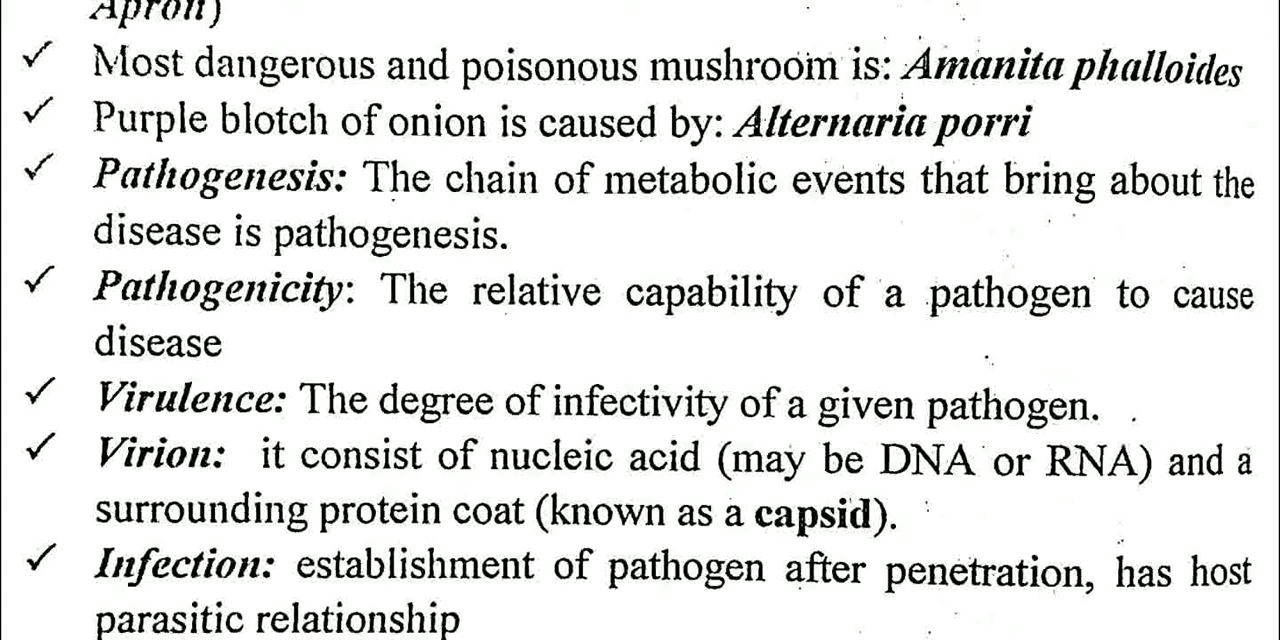 Apron)
✓ Most dangerous and poisonous mushroom is: Amanita phalloides
✓ Purple blotch of onion is caused by: Alternaria porri
✓ Pathogenesis: The chain of metabolic events that bring about the
disease is pathogenesis.
✓ Pathogenicity: The relative capability of a pathogen to cause
disease
✓ Virulence: The degree of infectivity of a given pathogen.
✓ Virion: it consist of nucleic acid (may be DNA or RNA) and a
surrounding protein coat (known as a capsid).
✓ Infection: establishment of pathogen after penetration, has host
parasitic relationship